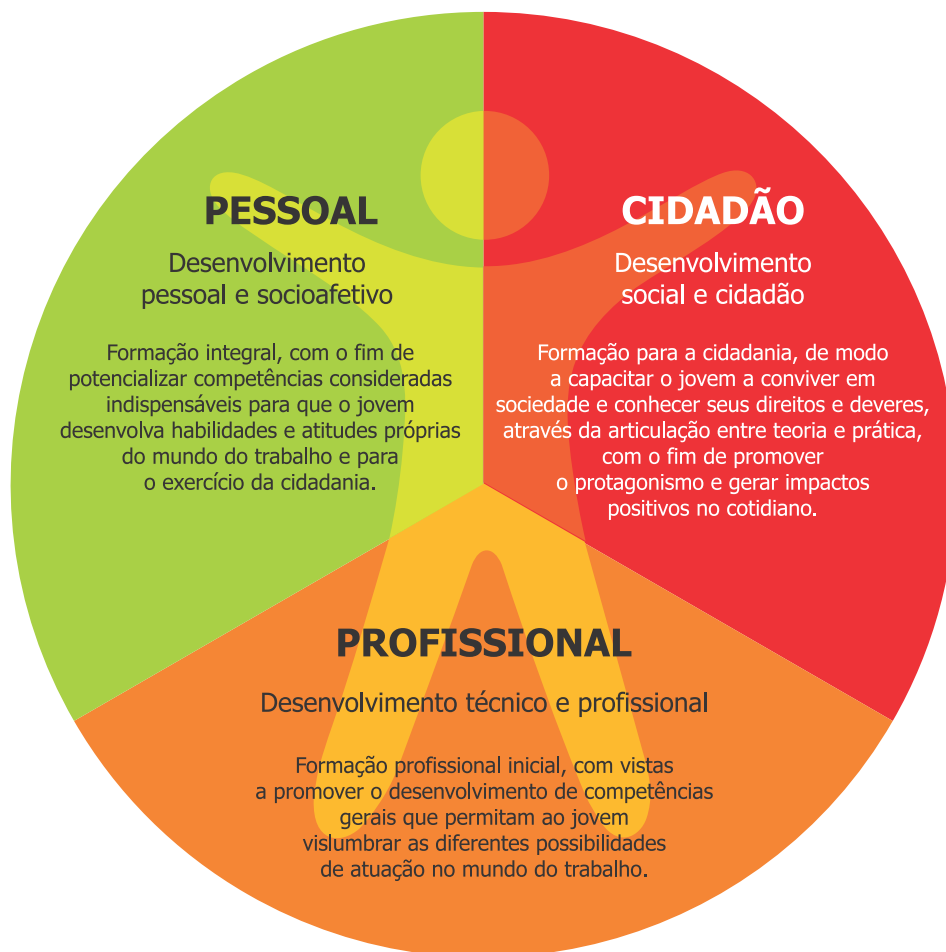 PESSOAL
Desenvolvimento
pessoal e socioafetivo
Formação integral, com o fim de
potencializar competências consideradas
indispensáveis para que o jovem
desenvolva habilidades e atitudes próprias
do mundo do trabalho e para
o exercício da cidadania.
CIDADÃO
Desenvolvimento
social e cidadão
Formação para a cidadania, de modo
a capacitar o jovem a conviver em
sociedade e conhecer seus direitos e deveres,
através da articulação entre teoria e prática,
com o fim de promover
o protagonismo e gerar impactos
positivos no cotidiano.
PROFISSIONAL
Desenvolvimento técnico e profissional
Formação profissional inicial, com vistas
a promover o desenvolvimento de competências
gerais que permitam ao jovem
vislumbrar as diferentes possibilidades
de atuação no mundo do trabalho.